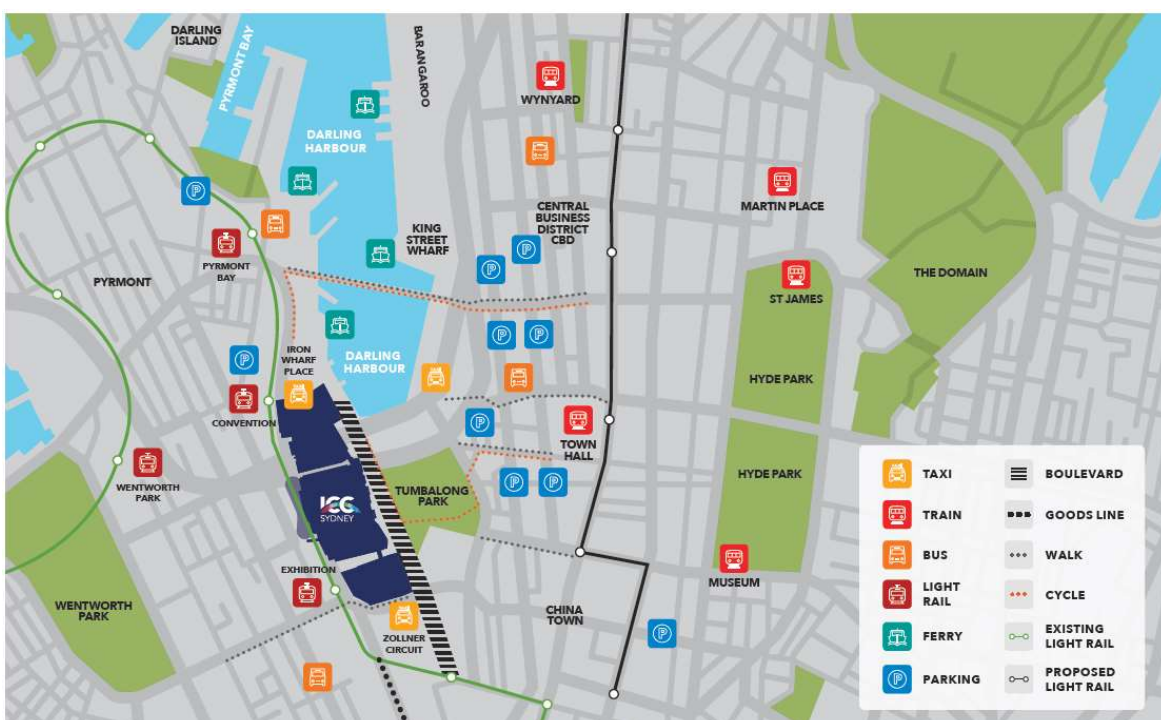 DARLING
ISLAND
PYRMONT BAY
BARANGAROO
WYNYARD
DARLING
HARBOUR
MARTIN PLACE
CENTRAL
BUSINESS
DISTRICT
CBD
KING
STREET
WHARF
PYRMONT
BAY
PYRMONT
ST JAMES
THE DOMAIN
IRON
WHARF
PLACE
DARLING
HARBOUR
HYDE PARK
CONVENTION
TOWN
HALL
WENTWORTH
PARK
TUMBALONG
PARK
HYDE PARK
ICC
SYDNEY
EXHIBITION
MUSEUM
WENTWORTH
PARK
CHINA
TOWN
ZOLLNER
CIRCUIT
P
P
P
P
P
P
P
P
P
P
TAXI
TRAIN
BUS
LIGHT
RAIL
FERRY
P
PARKING
BOULEVARD
GOODS LINE
WALK
CYCLE
EXISTING
LIGHT RAIL
PROPOSED
LIGHT RAIL